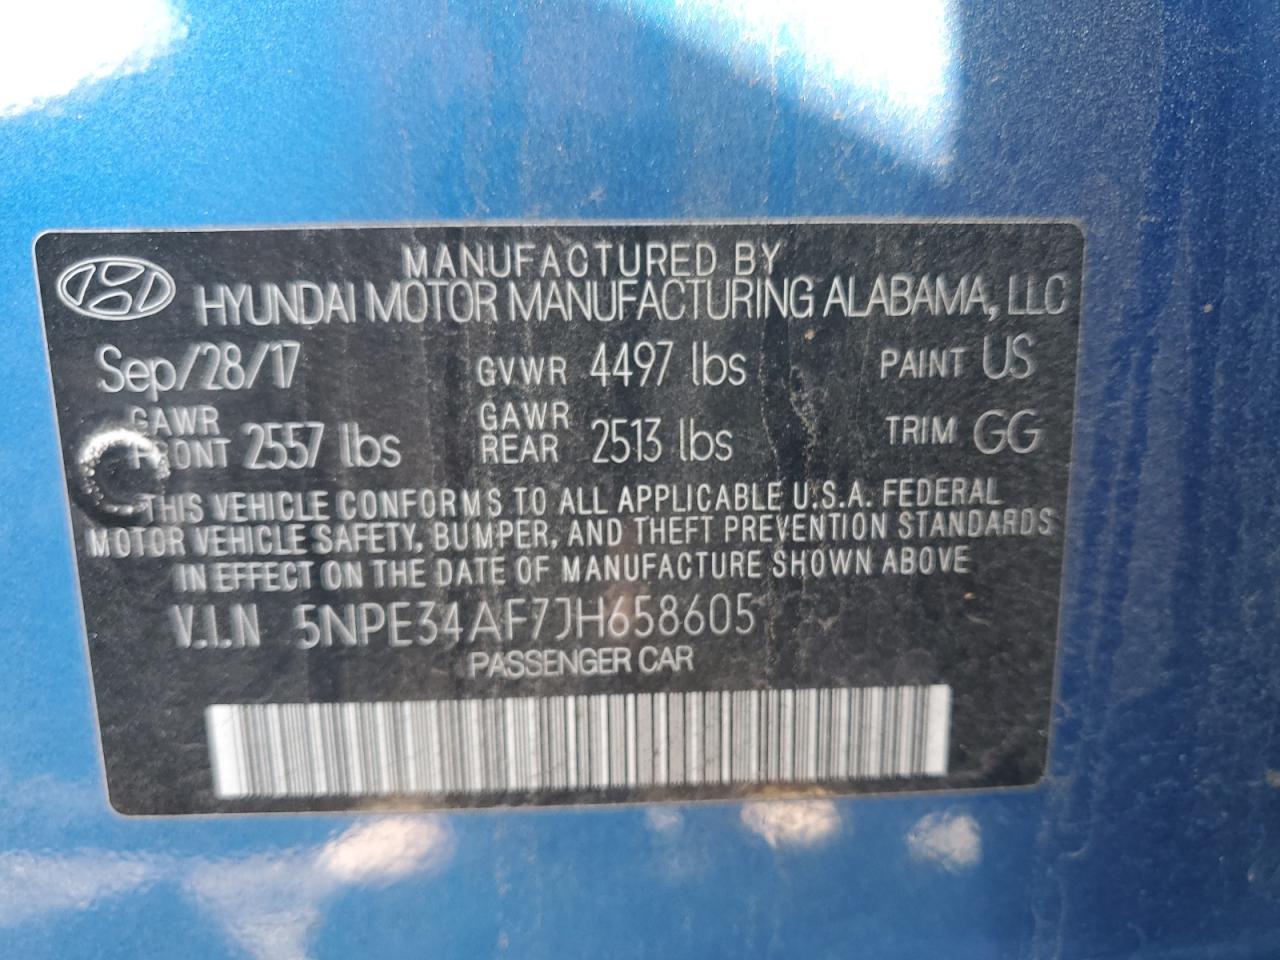 MANUFACTURED BY
HYUNDAI MOTOR MANUFACTURING ALABAMA, LLC
Sep/28/17 GVWR 4497 lbs PAINT US
GAWR FRONT 2557 lbs GAWR REAR 2513 lbs TRIM GG
THIS VEHICLE CONFORMS TO ALL APPLICABLE U.S.A. FEDERAL
MOTOR VEHICLE SAFETY, BUMPER, AND THEFT PREVENTION STANDARDS
IN EFFECT ON THE DATE OF MANUFACTURE SHOWN ABOVE
V.I.N 5NPE34AF7JH658605
PASSENGER CAR